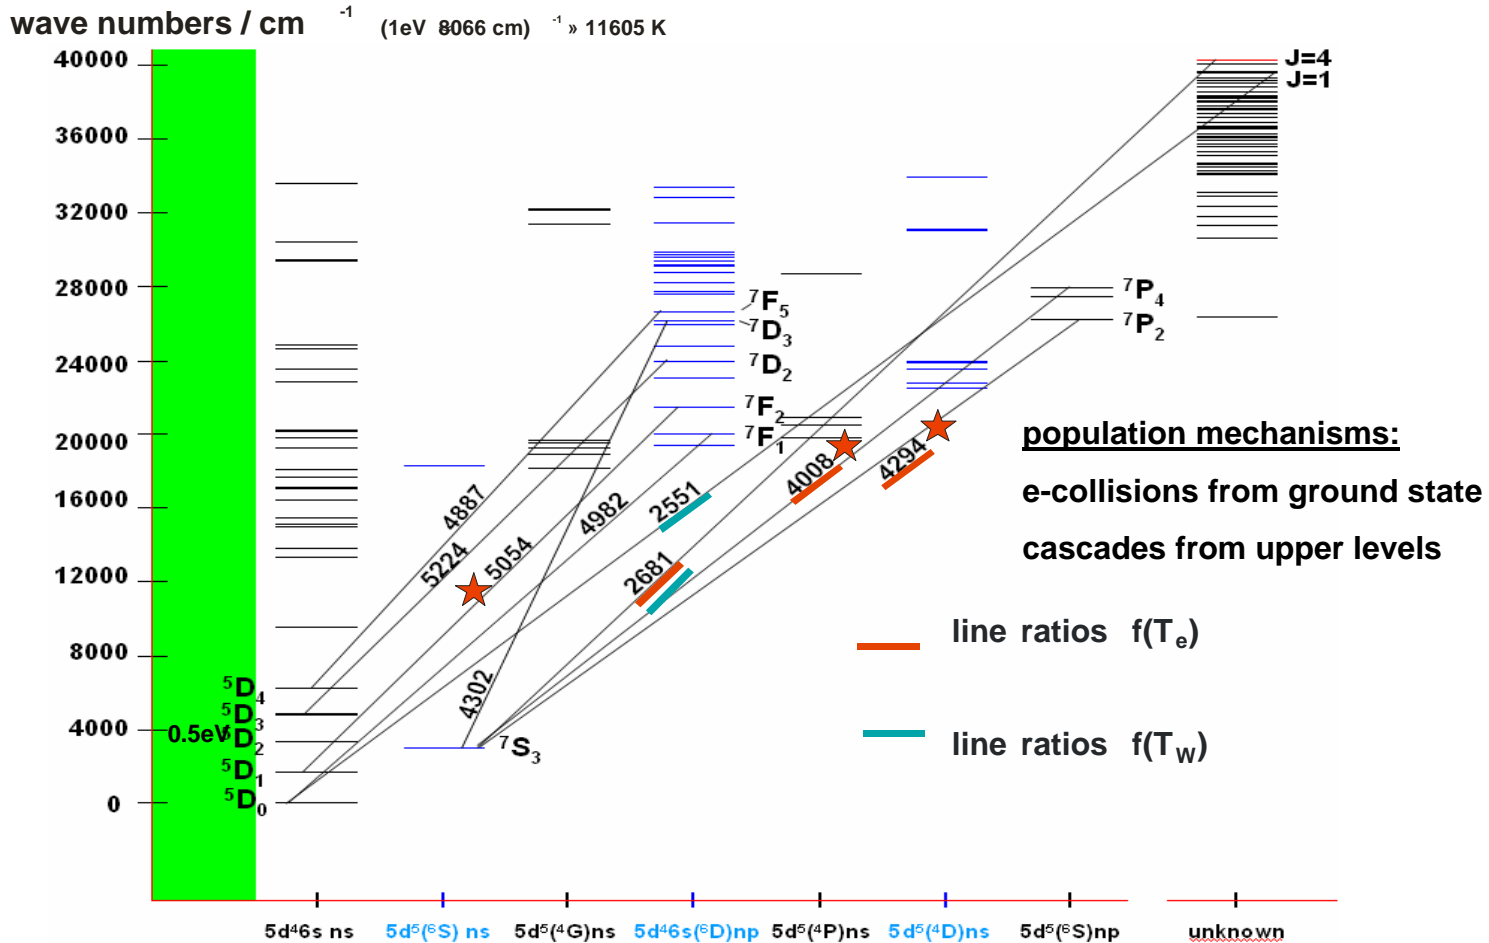 wave numbers / cm -1 (1eV 8066 cm) -1 » 11605 K
40000
36000
32000
28000
24000
20000
16000
12000
8000
4000
0
J=4
J=1
⁷P₄
⁷P₂
⁷F₅
⁷D₃
⁷D₂
⁷F₂
⁷F₁
4887
5224
5054
4982
2551
2681
4008
4294
4302
population mechanisms:
e-collisions from ground state
cascades from upper levels
line ratios f(Tₑ)
line ratios f(T_W)
⁵D₄
⁵D₃
0.5eV ⁵D₂
⁵D₁
⁵D₀
⁷S₃
5d⁴6s ns 5d⁵(⁶S) ns 5d⁵(⁴G)ns 5d⁴6s(⁶D)np 5d⁵(⁴P)ns 5d⁵(⁴D)ns 5d⁵(⁶S)np unknown